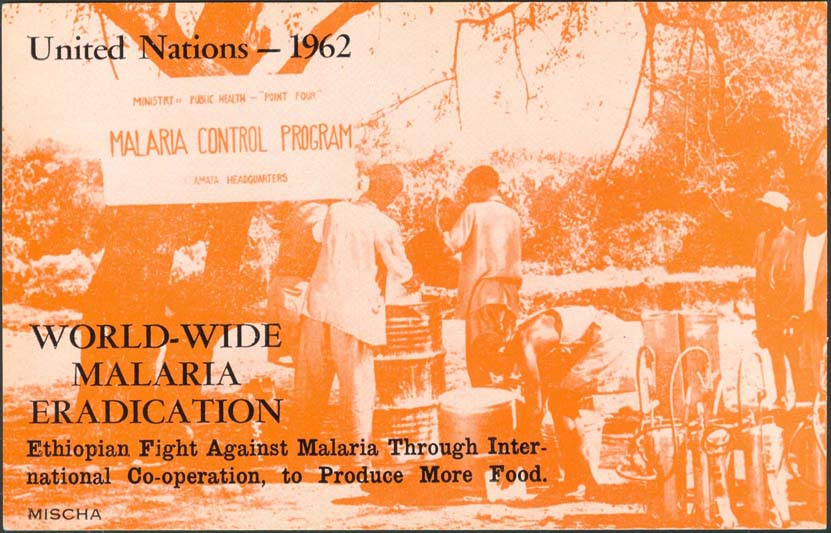 United Nations — 1962
MINISTRY OF PUBLIC HEALTH — "POINT FOUR"
MALARIA CONTROL PROGRAM
HEADQUARTERS
WORLD-WIDE
MALARIA
ERADICATION
Ethiopian Fight Against Malaria Through Inter-
national Co-operation, to Produce More Food.
MISCHA